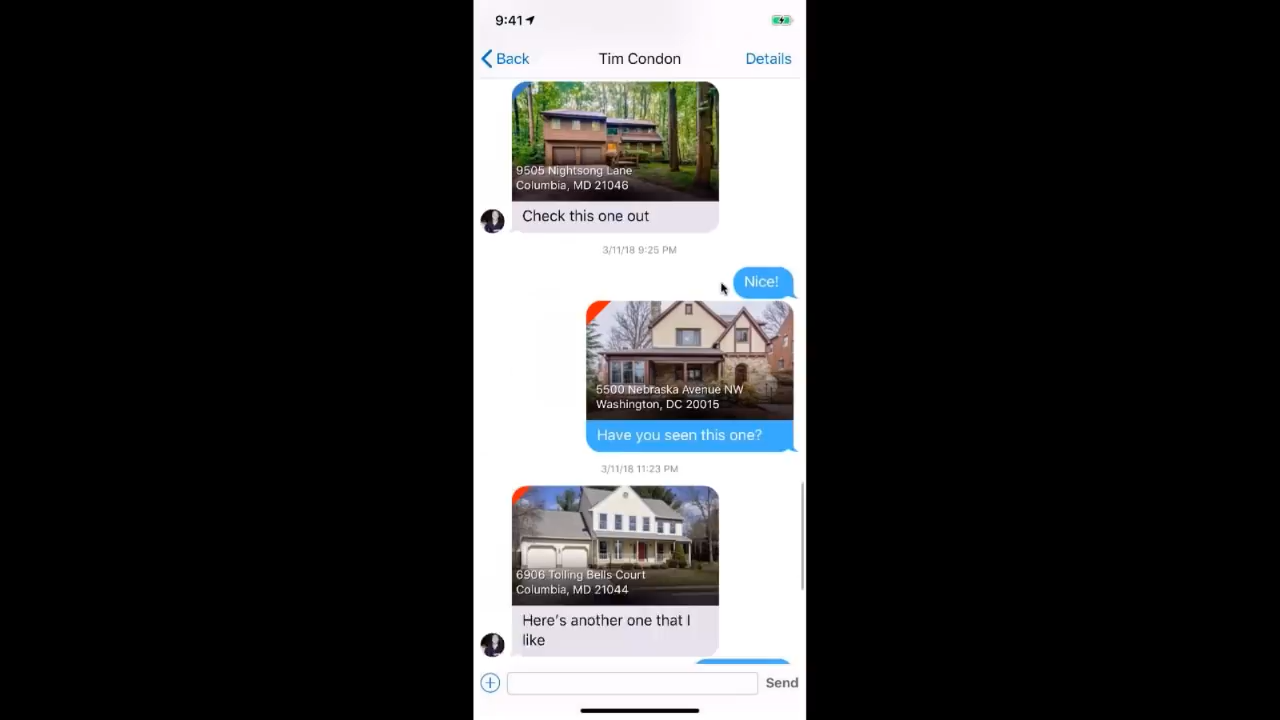 9:41
Back
Tim Condon
Details
9505 Nightsong Lane
Columbia, MD 21046
Check this one out
3/11/18 9:25 PM
Nice!
5500 Nebraska Avenue NW
Washington, DC 20015
Have you seen this one?
3/11/18 11:23 PM
6906 Tolling Bells Court
Columbia, MD 21044
Here's another one that I
like
Send